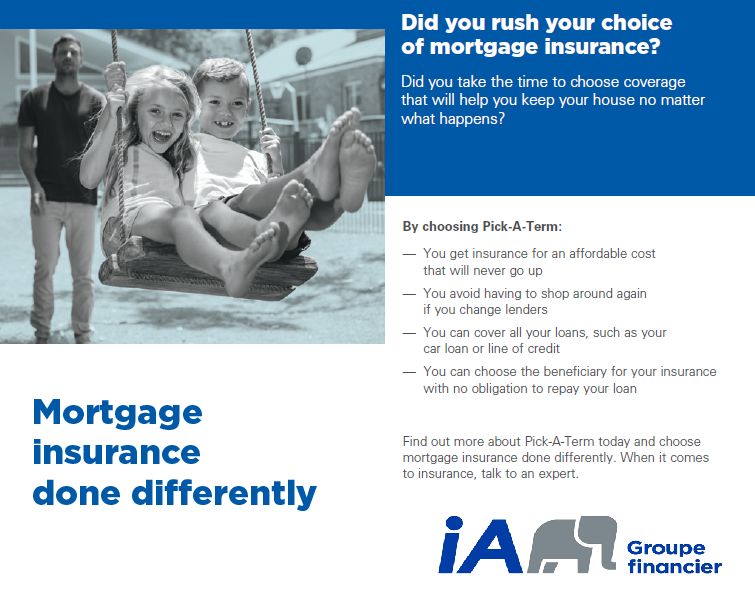 Did you rush your choice
of mortgage insurance?
Did you take the time to choose coverage
that will help you keep your house no matter
what happens?
By choosing Pick-A-Term:
— You get insurance for an affordable cost
that will never go up
— You avoid having to shop around again
if you change lenders
— You can cover all your loans, such as your
car loan or line of credit
— You can choose the beneficiary for your insurance
with no obligation to repay your loan
Mortgage
insurance
done differently
Find out more about Pick-A-Term today and choose
mortgage insurance done differently. When it comes
to insurance, talk to an expert.
iA
Groupe
financier